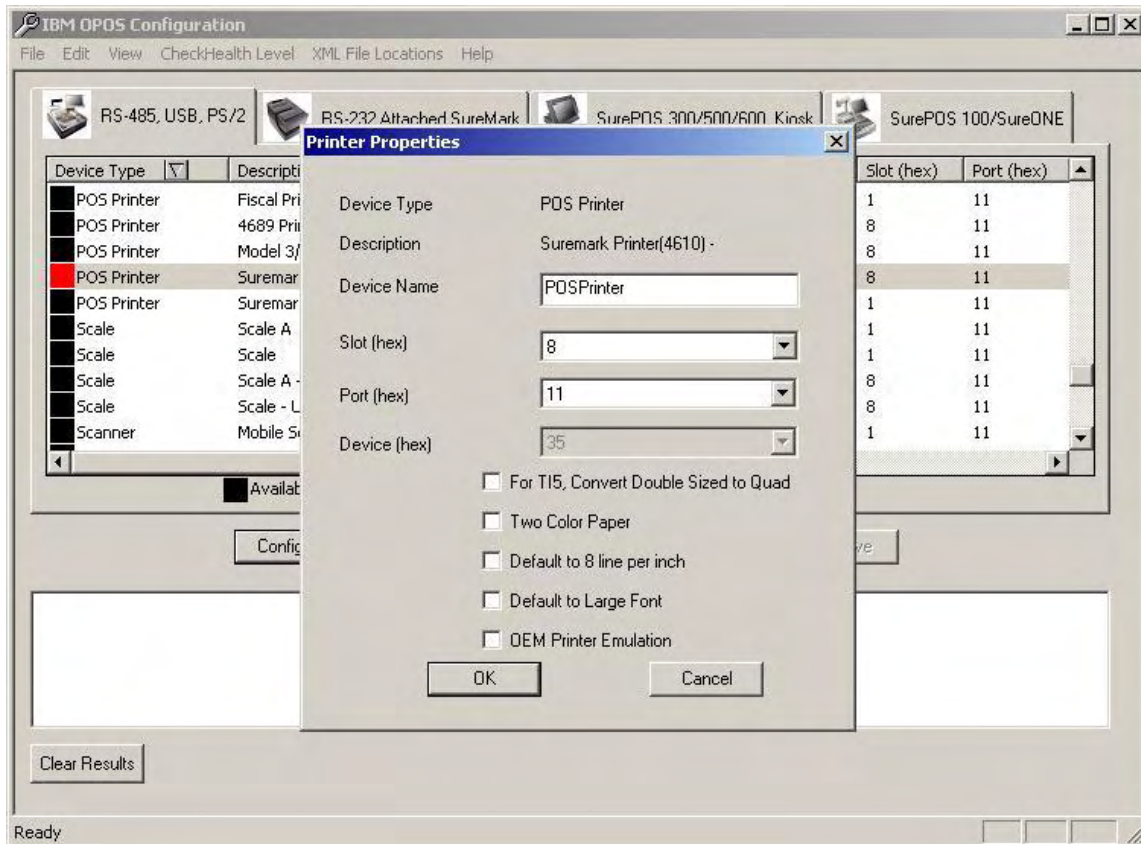 IBM OPOS Configuration
File Edit View CheckHealth Level XML File Locations Help
RS-485, USB, PS/2
RS-232 Attached SureMark
SurePOS 300/500/600, Kiosk
SurePOS 100/SureONE
Device Type Descripti Slot (hex) Port (hex)
POS Printer Fiscal Pri 1 11
POS Printer 4689 Prin 8 11
POS Printer Model 3/ 8 11
POS Printer Suremar 8 11
POS Printer Suremar 1 11
Scale Scale A 1 11
Scale Scale 1 11
Scale Scale A - 8 11
Scale Scale - U 8 11
Scanner Mobile 1 11
Availab
Config
ve
Printer Properties
Device Type POS Printer
Description Suremark Printer(4610) -
Device Name POSPrinter
Slot (hex) 8
Port (hex) 11
Device (hex) 35
For TI5, Convert Double Sized to Quad
Two Color Paper
Default to 8 line per inch
Default to Large Font
OEM Printer Emulation
OK Cancel
Clear Results
Ready